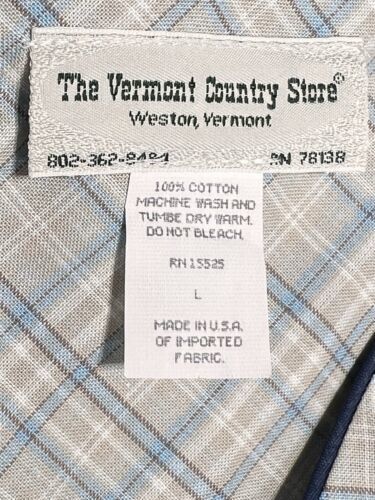 The Vermont Country Store®
Weston, Vermont
802-362-8484 RN 78138
100% COTTON
MACHINE WASH AND
TUMBE DRY WARM.
DO NOT BLEACH.
RN 15525
L
MADE IN U.S.A.
OF IMPORTED
FABRIC.